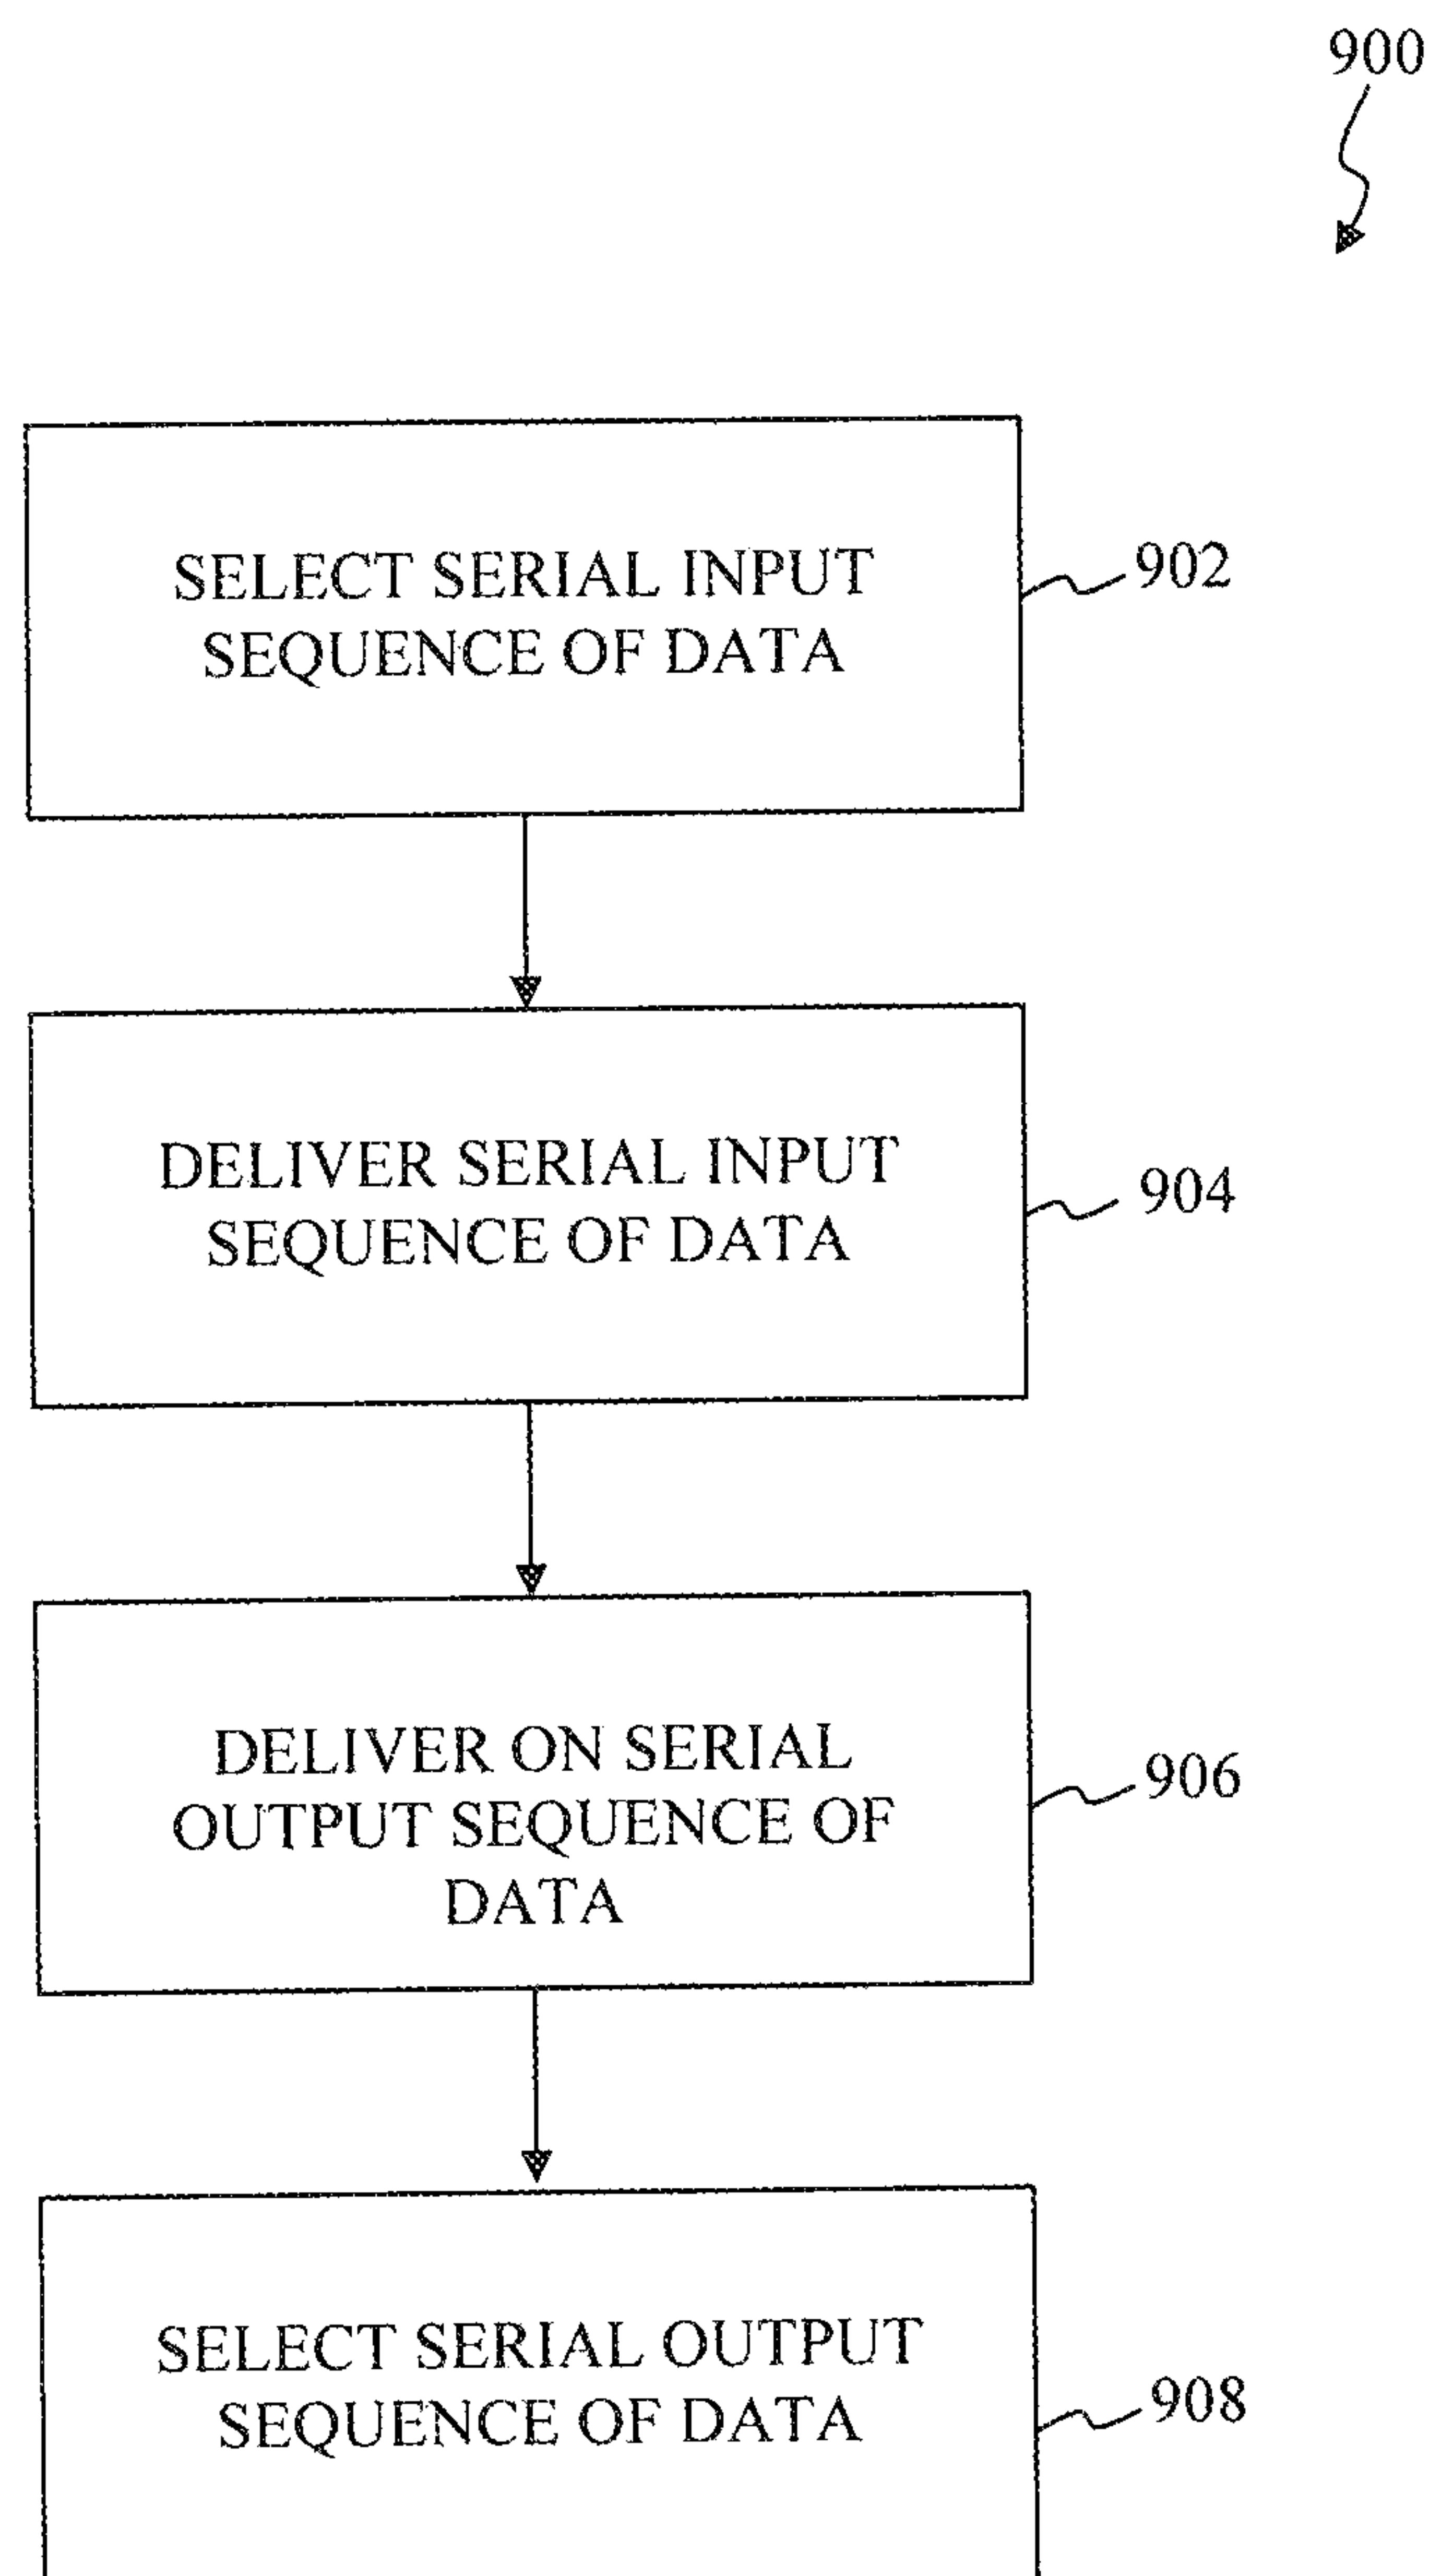 900
SELECT SERIAL INPUT
SEQUENCE OF DATA
902
DELIVER SERIAL INPUT
SEQUENCE OF DATA
904
DELIVER ON SERIAL
OUTPUT SEQUENCE OF
DATA
906
SELECT SERIAL OUTPUT
SEQUENCE OF DATA
908